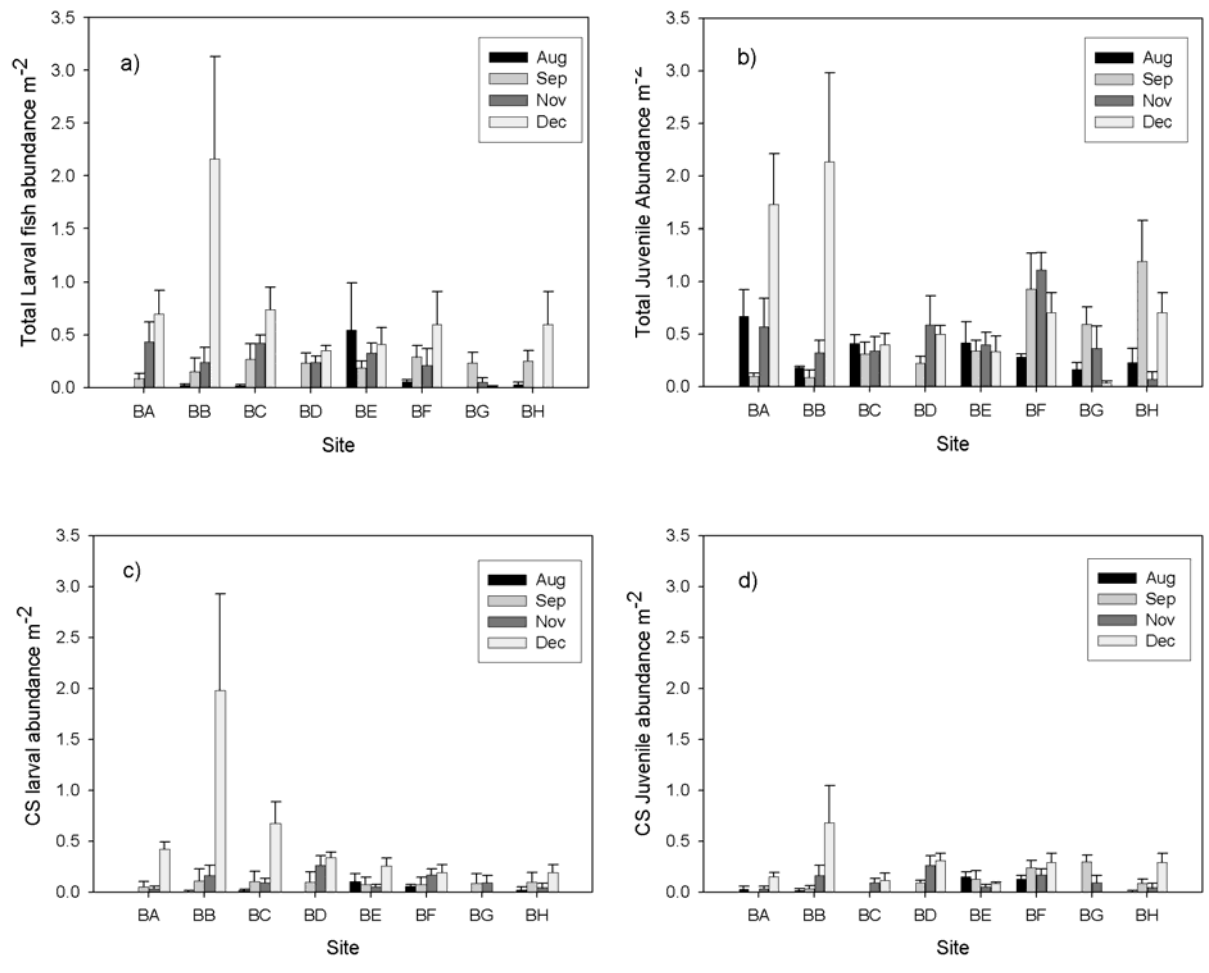 a)
Total Larval fish abundance m-2
3.5
3.0
2.5
2.0
1.5
1.0
0.5
0.0
Aug
Sep
Nov
Dec
BA BB BC BD BE BF BG BH
Site
b)
Total Juvenile Abundance m-2
3.5
3.0
2.5
2.0
1.5
1.0
0.5
0.0
Aug
Sep
Nov
Dec
BA BB BC BD BE BF BG BH
Site
c)
CS larval abundance m-2
3.5
3.0
2.5
2.0
1.5
1.0
0.5
0.0
Aug
Sep
Nov
Dec
BA BB BC BD BE BF BG BH
Site
d)
CS Juvenile abundance m-2
3.5
3.0
2.5
2.0
1.5
1.0
0.5
0.0
Aug
Sep
Nov
Dec
BA BB BC BD BE BF BG BH
Site